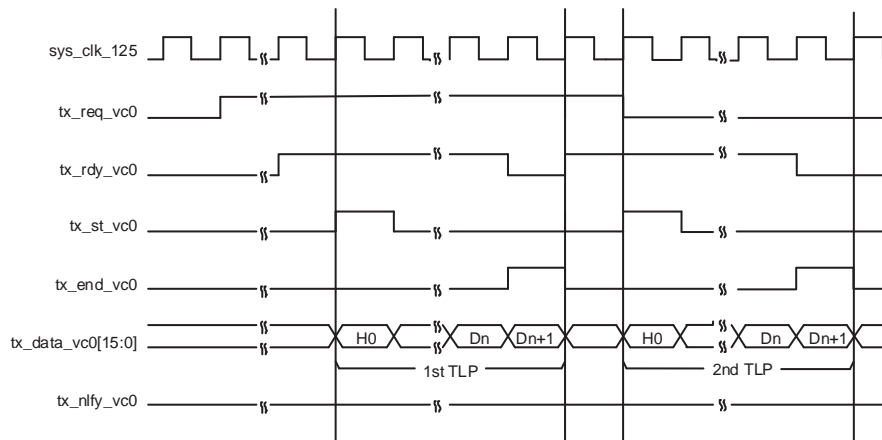 sys_clk_125
tx_req_vc0
tx_rdy_vc0
tx_st_vc0
tx_end_vc0
tx_data_vc0[15:0] H0 Dn Dn+1 H0 Dn Dn+1
1st TLP 2nd TLP
tx_nlfy_vc0